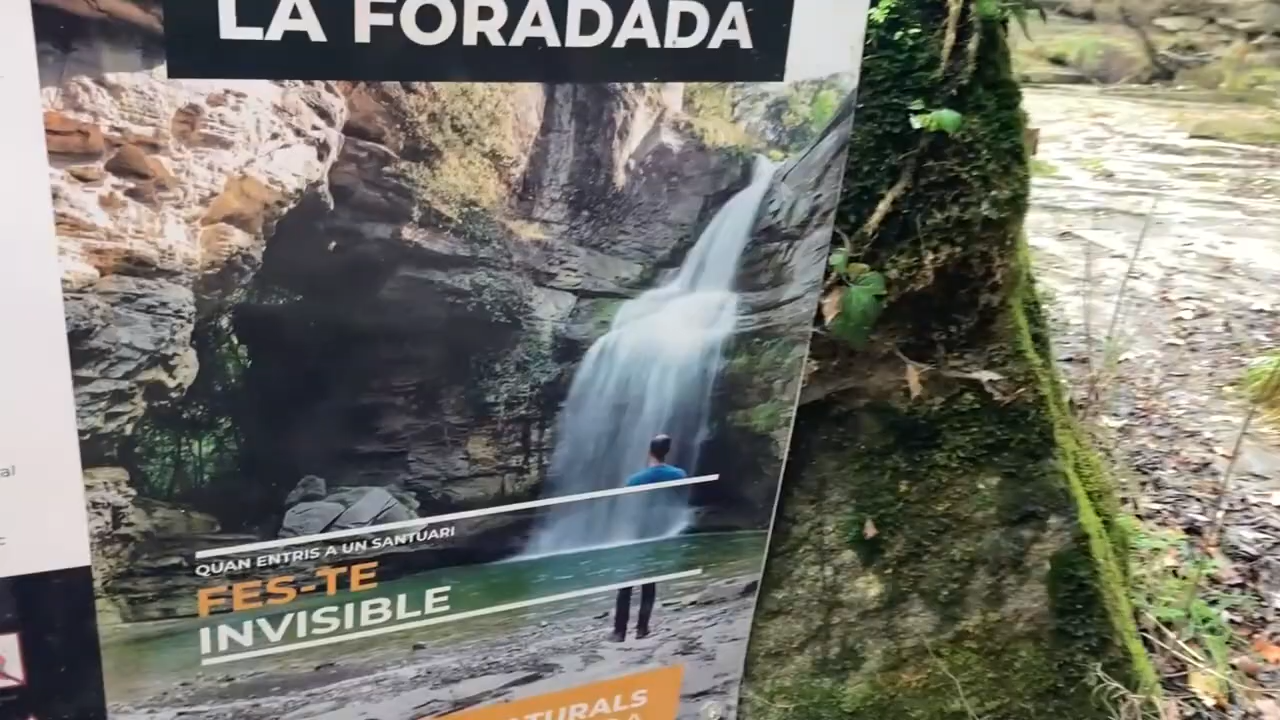 LA FORADADA
QUAN ENTRIS A UN SANTUARI
FES-TE
INVISIBLE